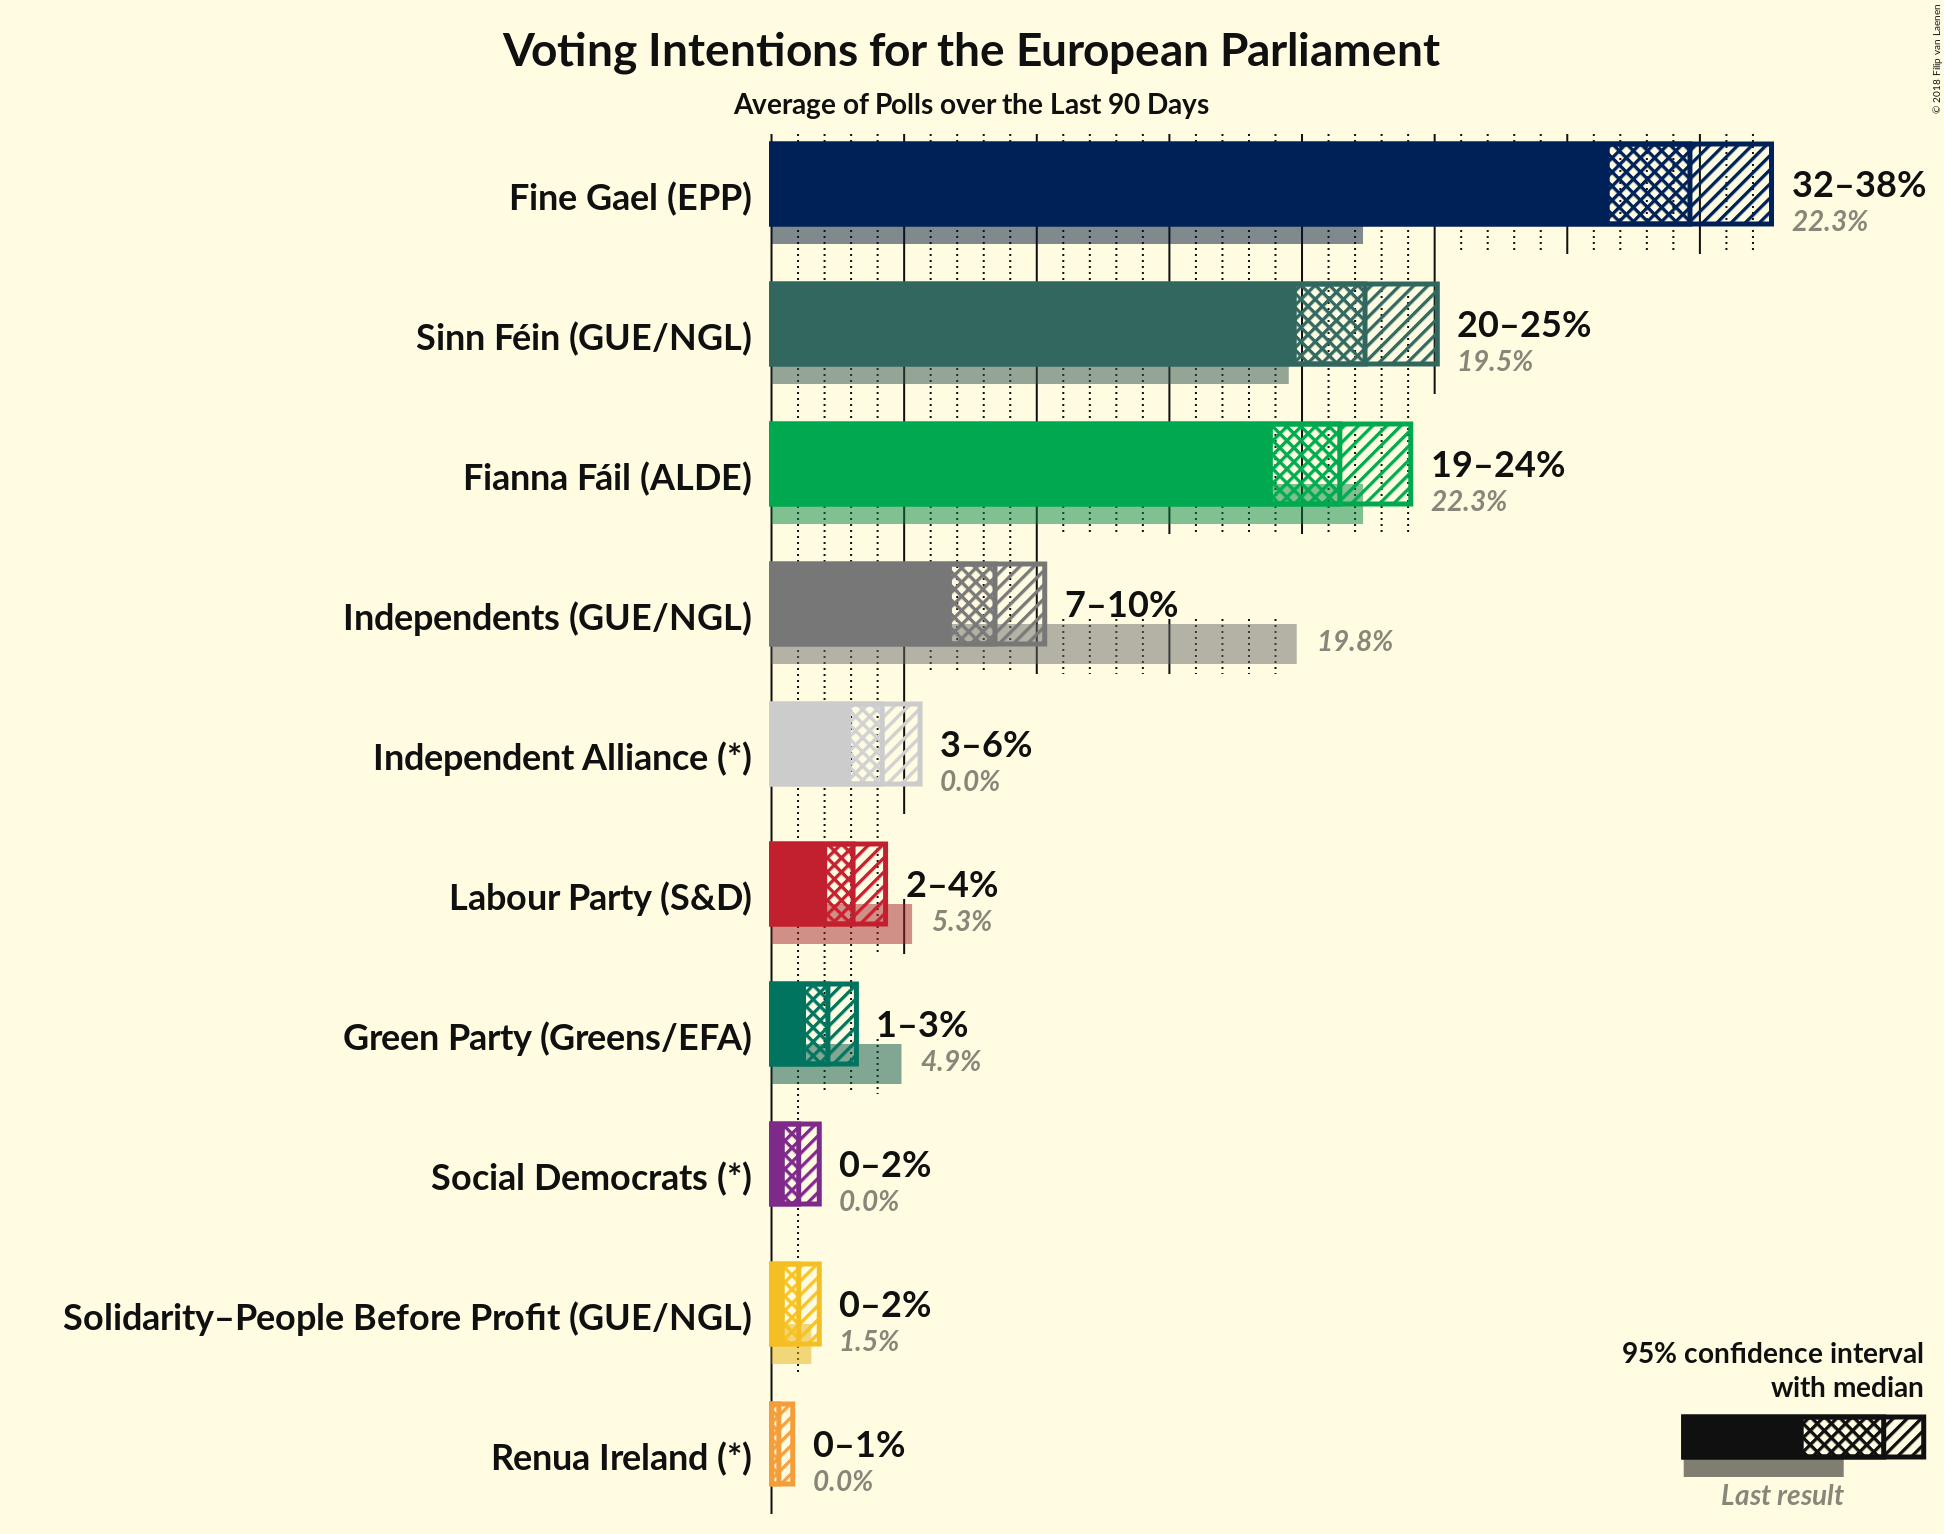 Voting Intentions for the European Parliament
Average of Polls over the Last 90 Days
© 2018 Filip van Laenen
Fine Gael (EPP)
32–38%
22.3%
Sinn Féin (GUE/NGL)
20–25%
19.5%
Fianna Fáil (ALDE)
19–24%
22.3%
Independents (GUE/NGL)
7–10%
19.8%
Independent Alliance (*)
3–6%
0.0%
Labour Party (S&D)
2–4%
5.3%
Green Party (Greens/EFA)
1–3%
4.9%
Social Democrats (*)
0–2%
0.0%
Solidarity–People Before Profit (GUE/NGL)
0–2%
1.5%
Renua Ireland (*)
0–1%
0.0%
95% confidence interval
with median
Last result